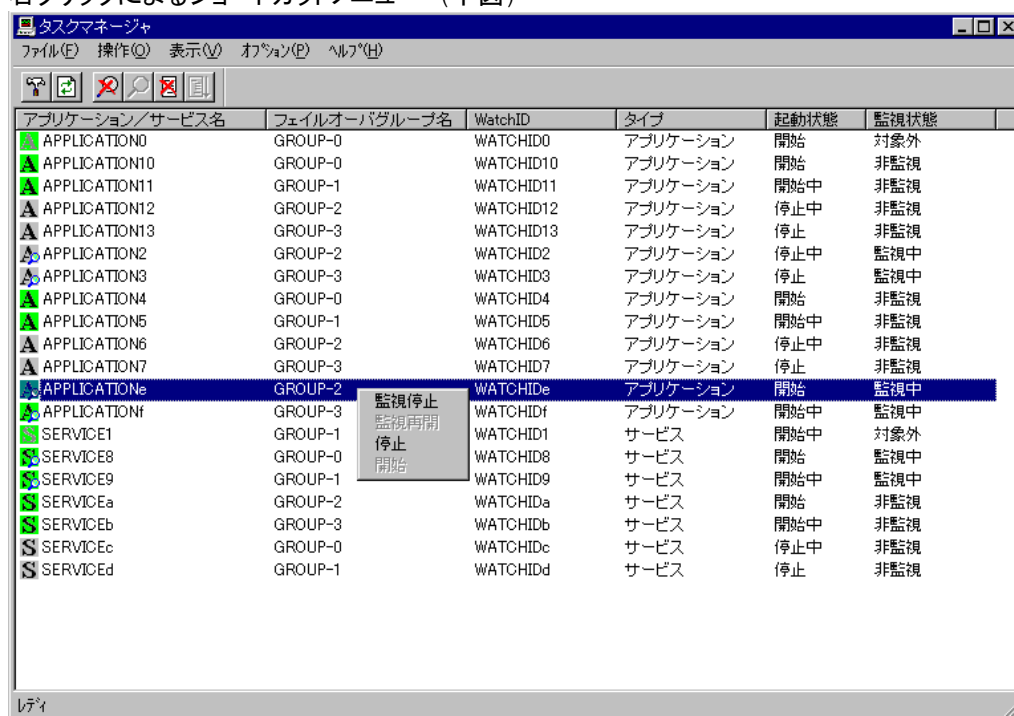 右クリックによるショートカットメニュー (下図)
タスクマネージャ
ファイル(F) 操作(O) 表示(V) オプション(P) ヘルプ(H)
アプリケーション／サービス名 フェイルオーバグループ名 WatchID タイプ 起動状態 監視状態
APPLICATION0 GROUP-0 WATCHID0 アプリケーション 開始 対象外
APPLICATION10 GROUP-0 WATCHID10 アプリケーション 開始 非監視
APPLICATION11 GROUP-1 WATCHID11 アプリケーション 開始中 非監視
APPLICATION12 GROUP-2 WATCHID12 アプリケーション 停止中 非監視
APPLICATION13 GROUP-3 WATCHID13 アプリケーション 停止 非監視
APPLICATION2 GROUP-2 WATCHID2 アプリケーション 停止中 監視中
APPLICATION3 GROUP-3 WATCHID3 アプリケーション 停止 監視中
APPLICATION4 GROUP-0 WATCHID4 アプリケーション 開始 非監視
APPLICATION5 GROUP-1 WATCHID5 アプリケーション 開始中 非監視
APPLICATION6 GROUP-2 WATCHID6 アプリケーション 停止中 非監視
APPLICATION7 GROUP-3 WATCHID7 アプリケーション 停止 非監視
APPLICATIONe GROUP-2 WATCHIDe アプリケーション 開始 監視中
APPLICATIONf GROUP-3 WATCHIDf アプリケーション 開始中 監視中
SERVICE1 GROUP-1 WATCHID1 サービス 開始中 対象外
SERVICE8 GROUP-0 WATCHID8 サービス 開始 監視中
SERVICE9 GROUP-1 WATCHID9 サービス 開始中 監視中
SERVICEa GROUP-2 WATCHIDa サービス 開始 非監視
SERVICEb GROUP-3 WATCHIDb サービス 開始中 非監視
SERVICEc GROUP-0 WATCHIDc サービス 停止中 非監視
SERVICEd GROUP-1 WATCHIDd サービス 停止 非監視
監視停止
監視再開
停止
開始
レディ